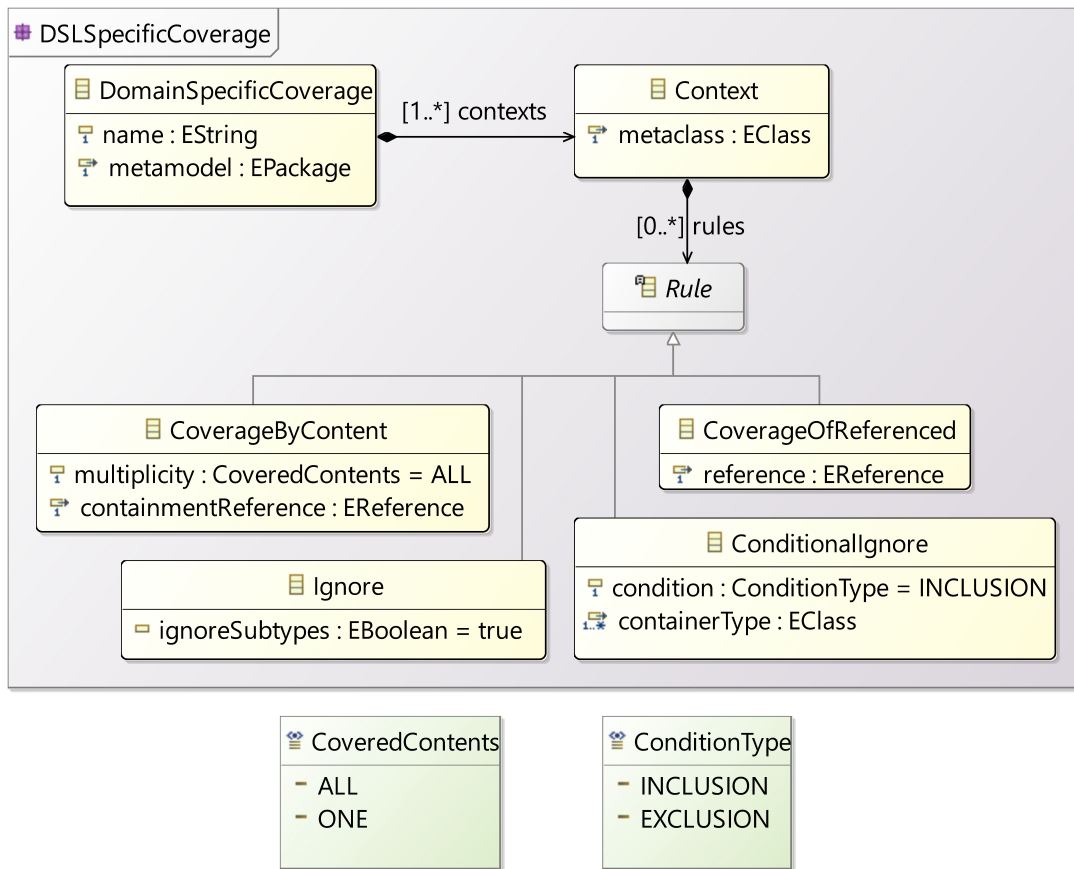 DSLSpecificCoverage
DomainSpecificCoverage
name : EString
metamodel : EPackage
[1..*] contexts
Context
metaclass : EClass
[0..*] rules
Rule
CoverageByContent
multiplicity : CoveredContents = ALL
containmentReference : EReference
CoverageOfReferenced
reference : EReference
Ignore
ignoreSubtypes : EBoolean = true
ConditionalIgnore
condition : ConditionType = INCLUSION
1..* containerType : EClass
CoveredContents
ALL
ONE
ConditionType
INCLUSION
EXCLUSION